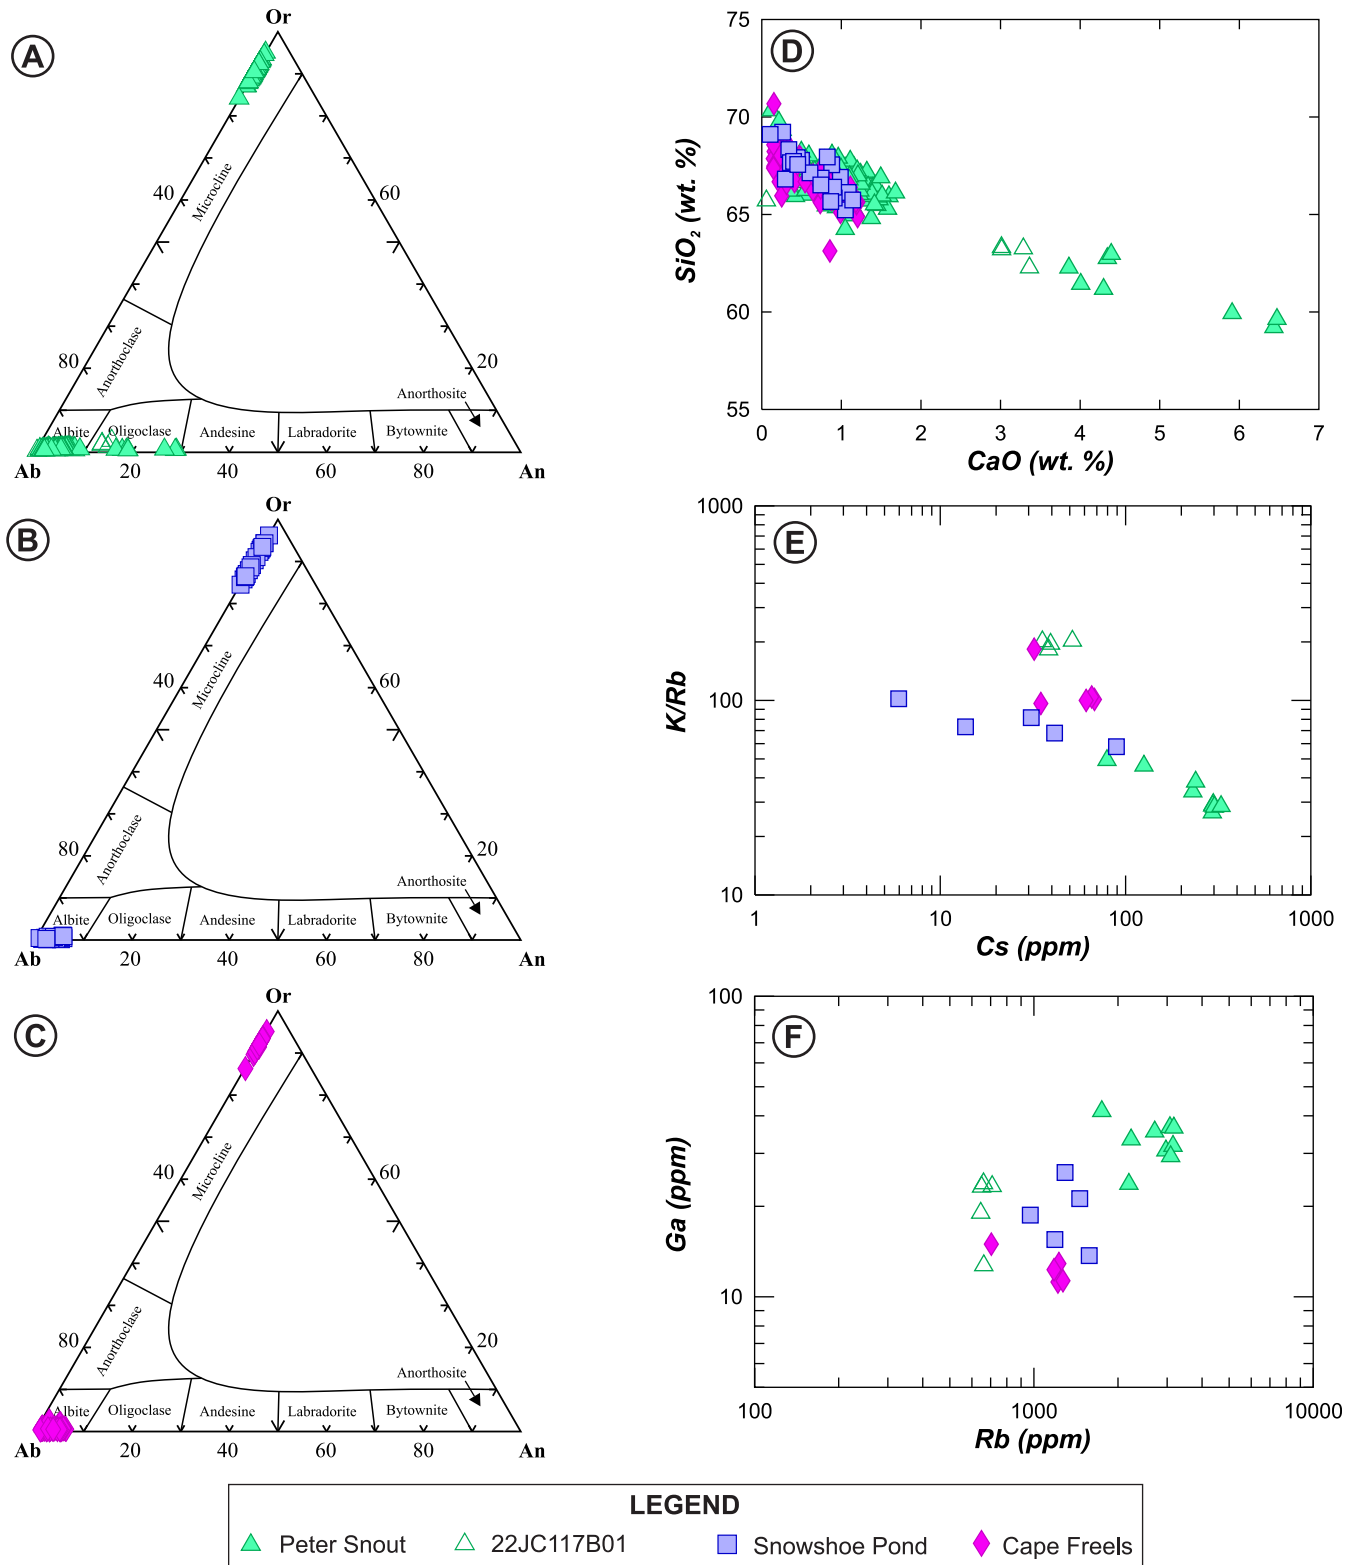 A
Or
40
60
Microcline
80
20
Anorthoclase
Anorthosite
Albite Oligoclase Andesine Labradorite Bytownite
Ab 20 40 60 80 An
B
Or
40
60
Microcline
80
20
Anorthoclase
Anorthosite
Albite Oligoclase Andesine Labradorite Bytownite
Ab 20 40 60 80 An
C
Or
40
60
Microcline
80
20
Anorthoclase
Anorthosite
Albite Oligoclase Andesine Labradorite Bytownite
Ab 20 40 60 80 An
D
75
70
65
60
55
SiO2 (wt. %)
0 1 2 3 4 5 6 7
CaO (wt. %)
E
1000
100
10
K/Rb
1 10 100 1000
Cs (ppm)
F
100
10
Ga (ppm)
100 1000 10000
Rb (ppm)
LEGEND
Peter Snout 22JC117B01 Snowshoe Pond Cape Freels